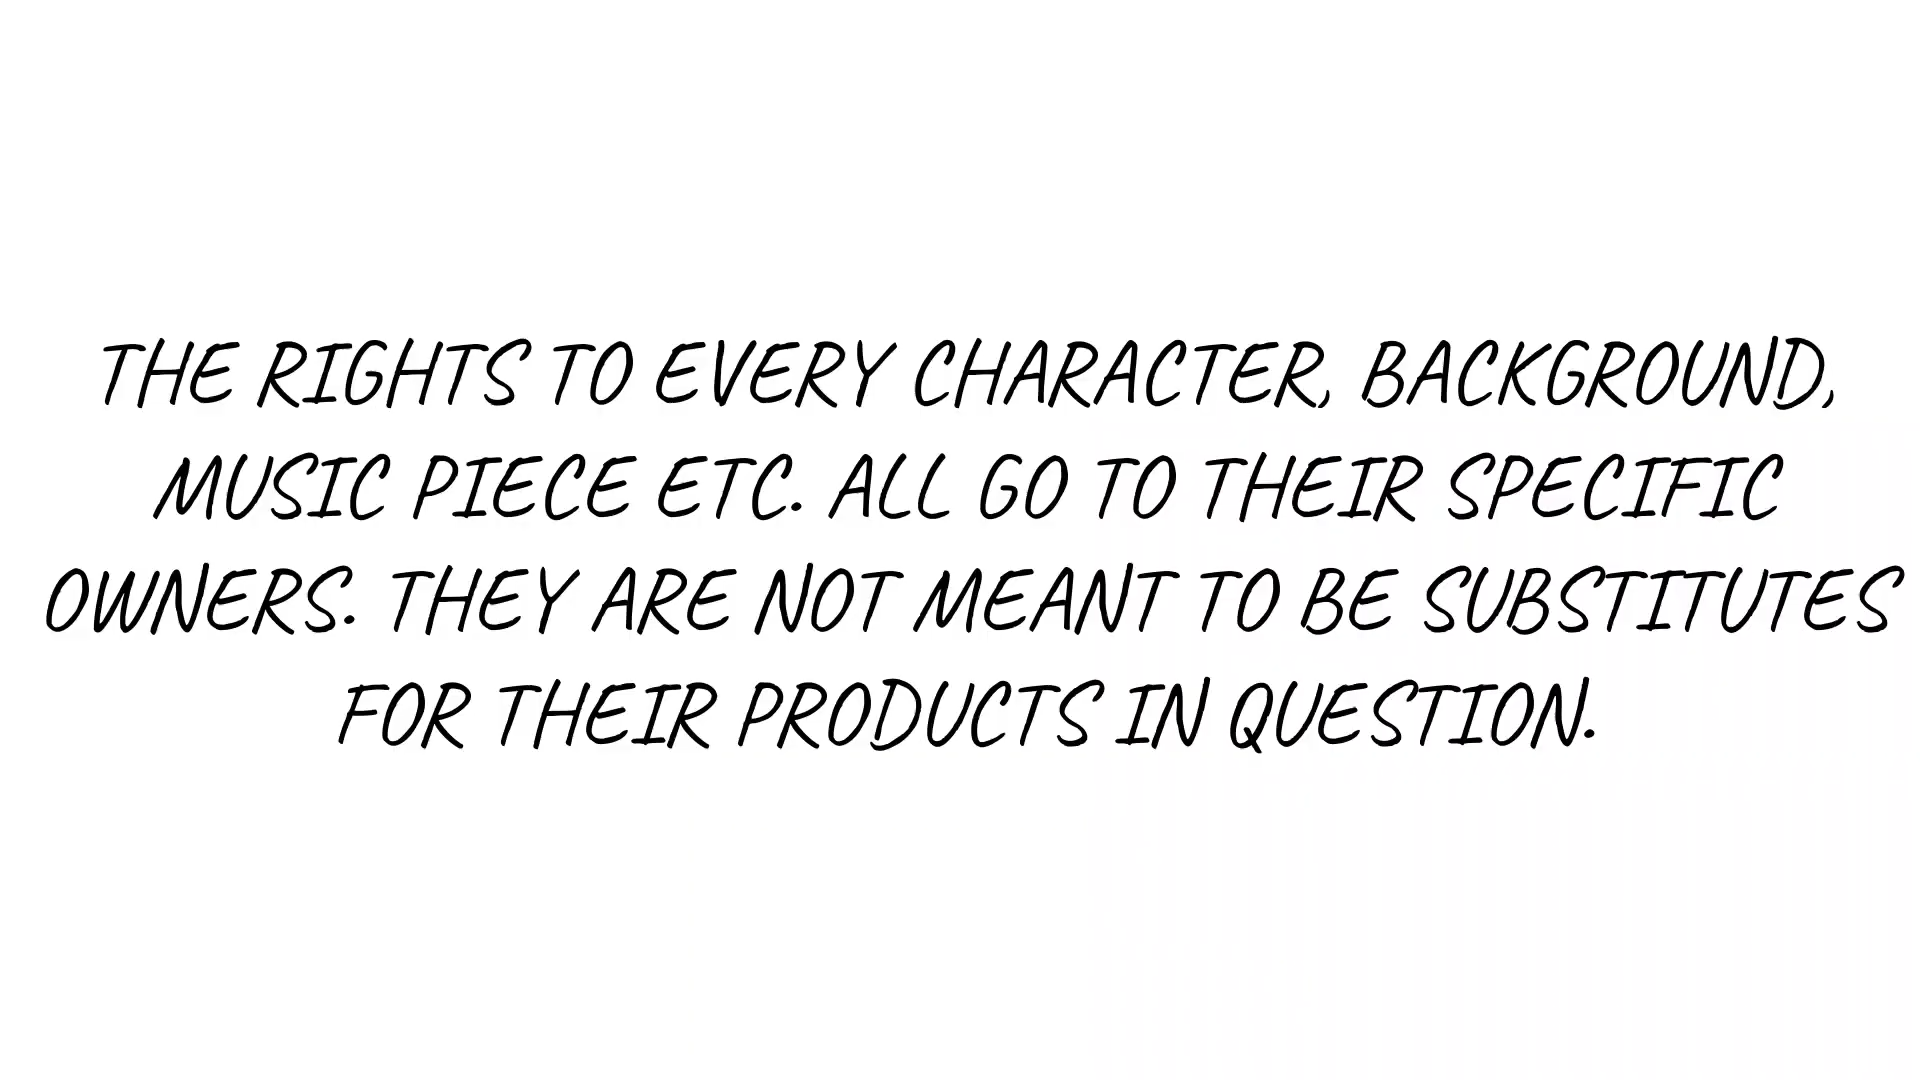 THE RIGHTS TO EVERY CHARACTER, BACKGROUND,
MUSIC PIECE ETC. ALL GO TO THEIR SPECIFIC
OWNERS. THEY ARE NOT MEANT TO BE SUBSTITUTES
FOR THEIR PRODUCTS IN QUESTION.